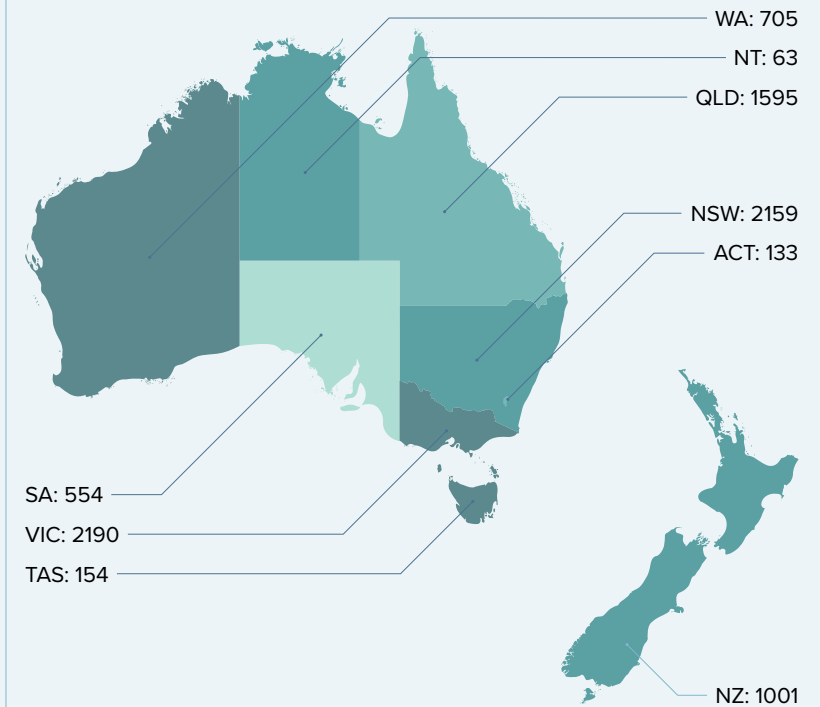 WA: 705
NT: 63
QLD: 1595
NSW: 2159
ACT: 133
SA: 554
VIC: 2190
TAS: 154
NZ: 1001